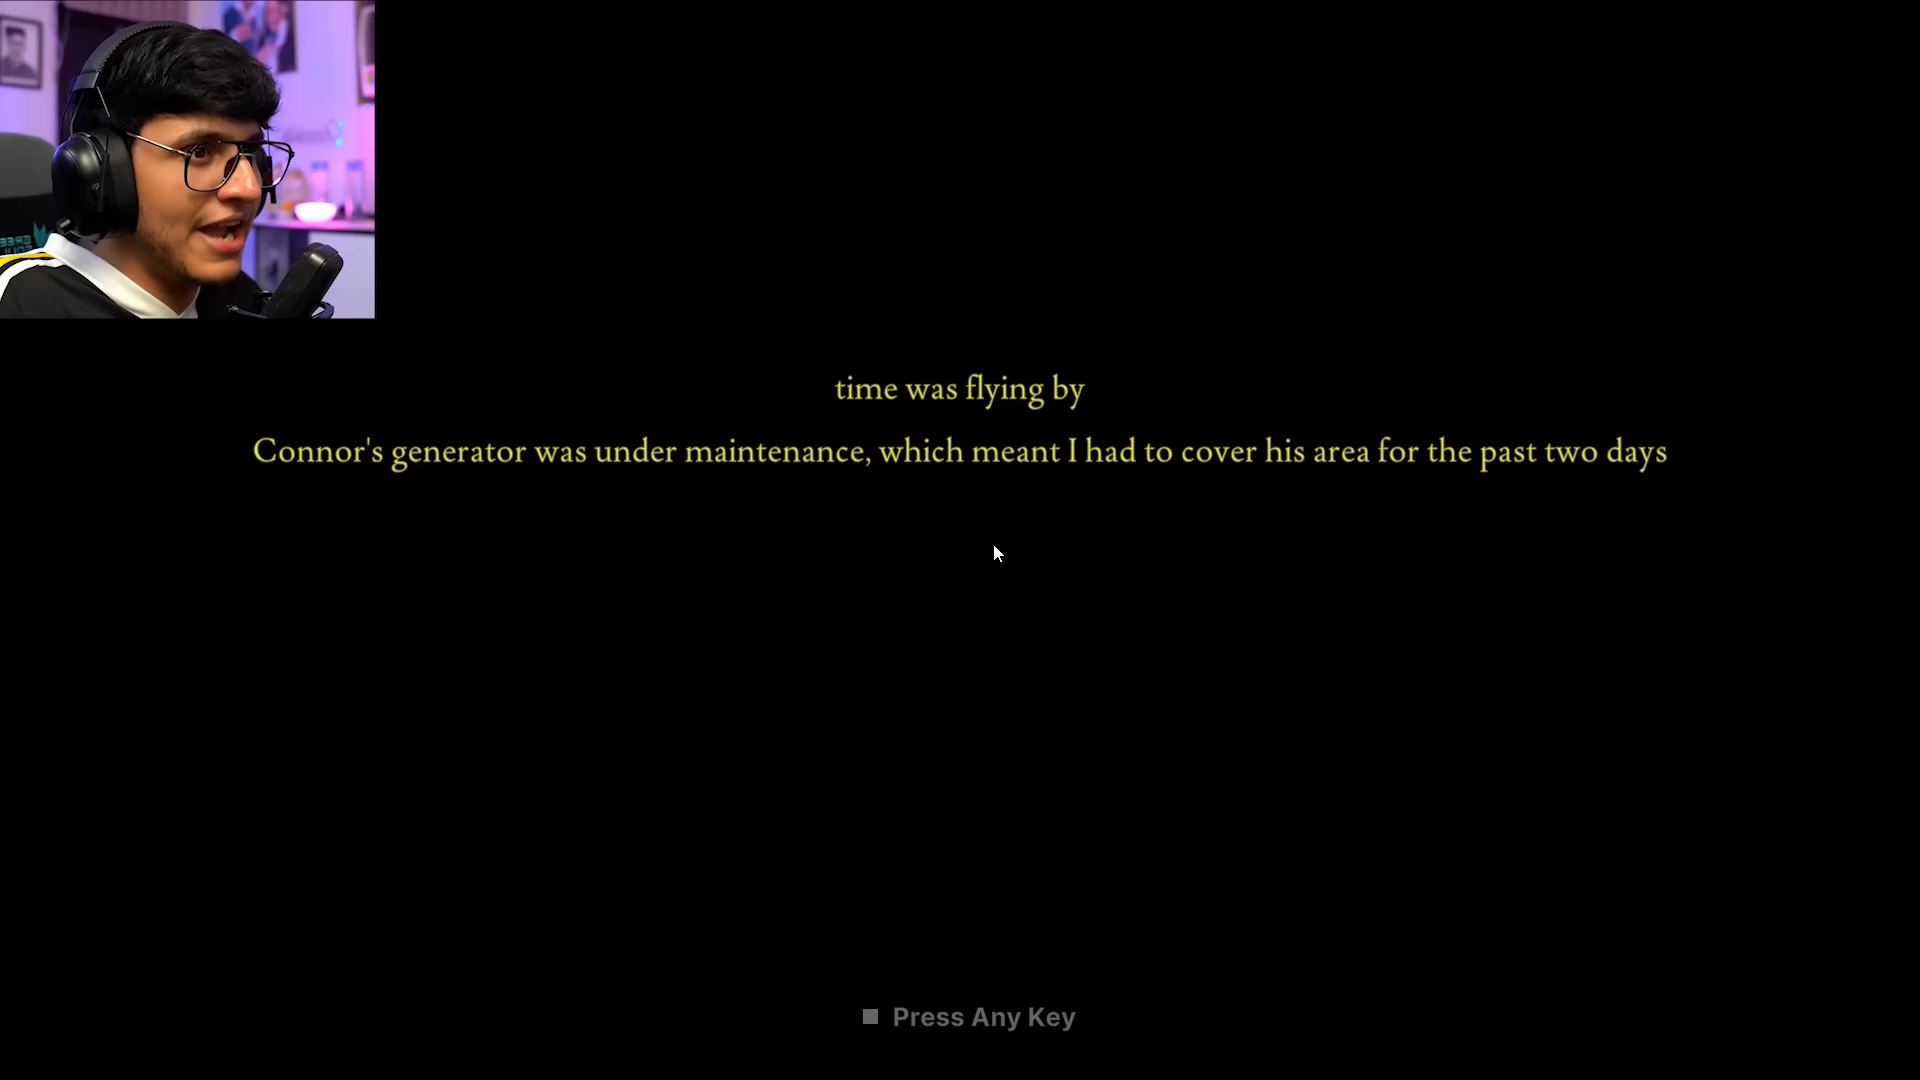 time was flying by
Connor's generator was under maintenance, which meant I had to cover his area for the past two days
Press Any Key